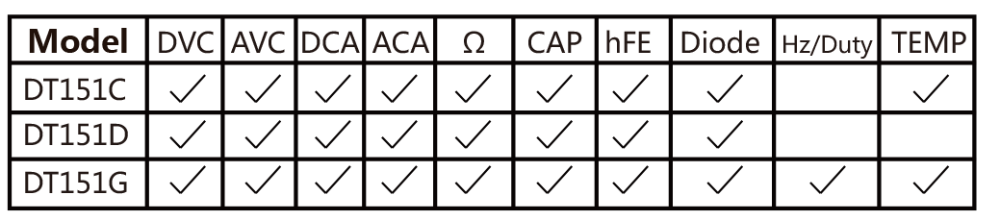 Model DVC AVC DCA ACA Ω CAP hFE Diode Hz/Duty TEMP
DT151C ✓ ✓ ✓ ✓ ✓ ✓ ✓ ✓ ✓
DT151D ✓ ✓ ✓ ✓ ✓ ✓ ✓ ✓
DT151G ✓ ✓ ✓ ✓ ✓ ✓ ✓ ✓ ✓ ✓